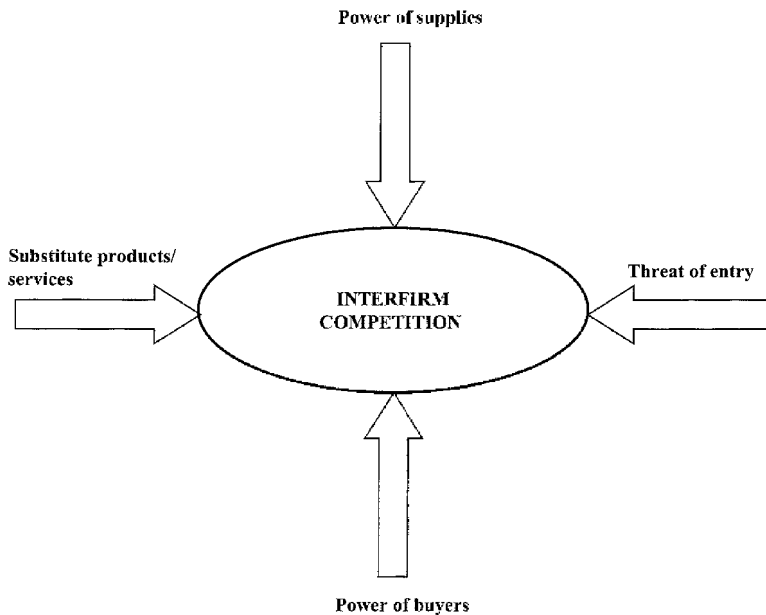 Power of supplies
Substitute products/
services
INTERFIRM
COMPETITION
Threat of entry
Power of buyers